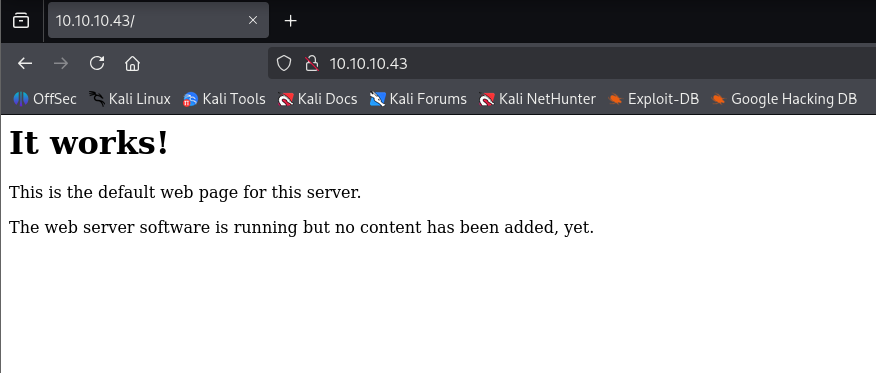 10.10.10.43/
10.10.10.43
OffSec Kali Linux Kali Tools Kali Docs Kali Forums Kali NetHunter Exploit-DB Google Hacking DB
It works!
This is the default web page for this server.
The web server software is running but no content has been added, yet.